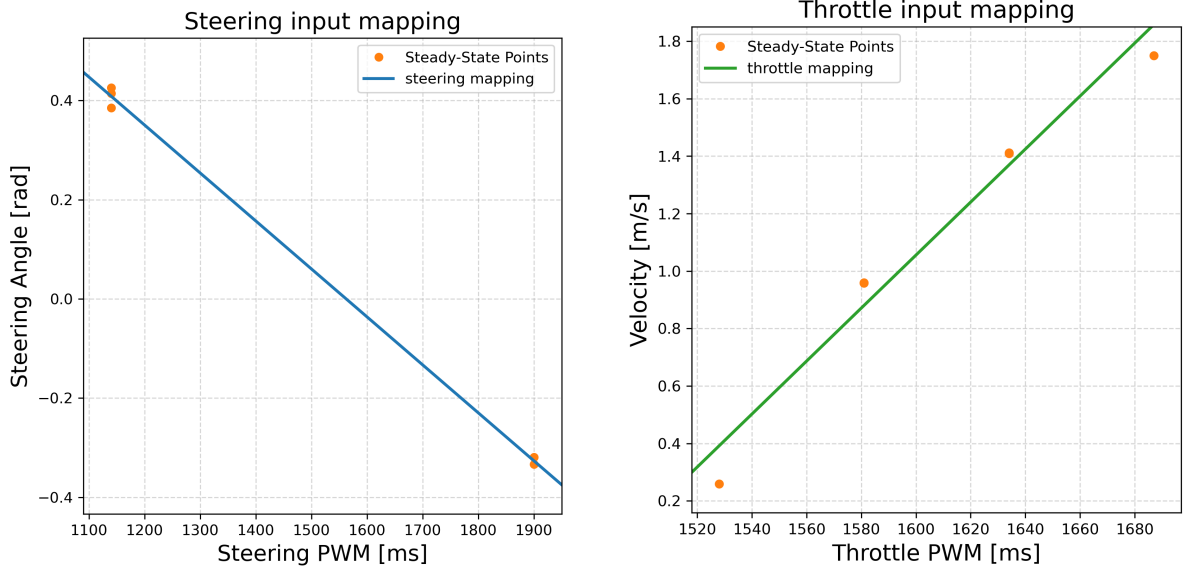 Steering input mapping
Steady-State Points
steering mapping
Steering Angle [rad]
0.4
0.2
0.0
−0.2
−0.4
1100 1200 1300 1400 1500 1600 1700 1800 1900
Steering PWM [ms]
Throttle input mapping
Steady-State Points
throttle mapping
Velocity [m/s]
1.8
1.6
1.4
1.2
1.0
0.8
0.6
0.4
0.2
1520 1540 1560 1580 1600 1620 1640 1660 1680
Throttle PWM [ms]